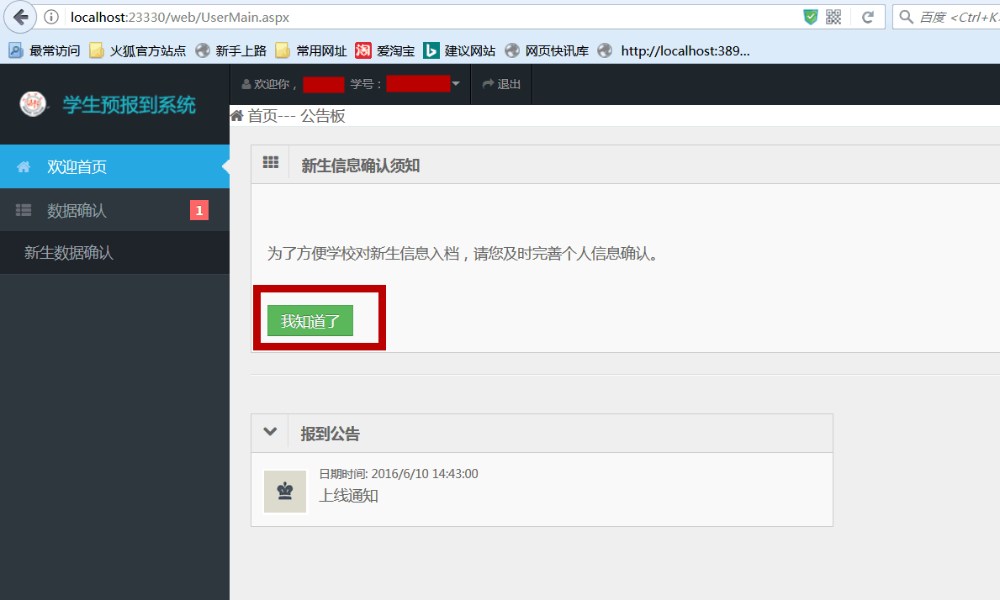 localhost:23330/web/UserMain.aspx
百度 <Ctrl+K
最常访问 火狐官方站点 新手上路 常用网址 淘 爱淘宝 建议网站 网页快讯库 http://localhost:389...
欢迎你， 学号： 退出
学生预报到系统
首页--- 公告板
欢迎首页
数据确认 1
新生数据确认
新生信息确认须知
为了方便学校对新生信息入档，请您及时完善个人信息确认。
我知道了
报到公告
日期时间: 2016/6/10 14:43:00
上线通知